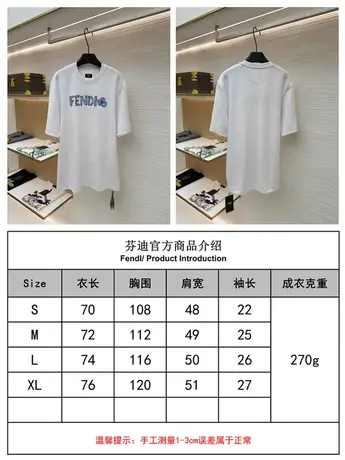 FENDI
芬迪官方商品介绍
Fendi/ Product Introduction
Size 衣长 胸围 肩宽 袖长 成衣克重
S 70 108 48 22
M 72 112 49 25
L 74 116 50 26
XL 76 120 51 27
270g
温馨提示：手工测量1-3cm误差属于正常